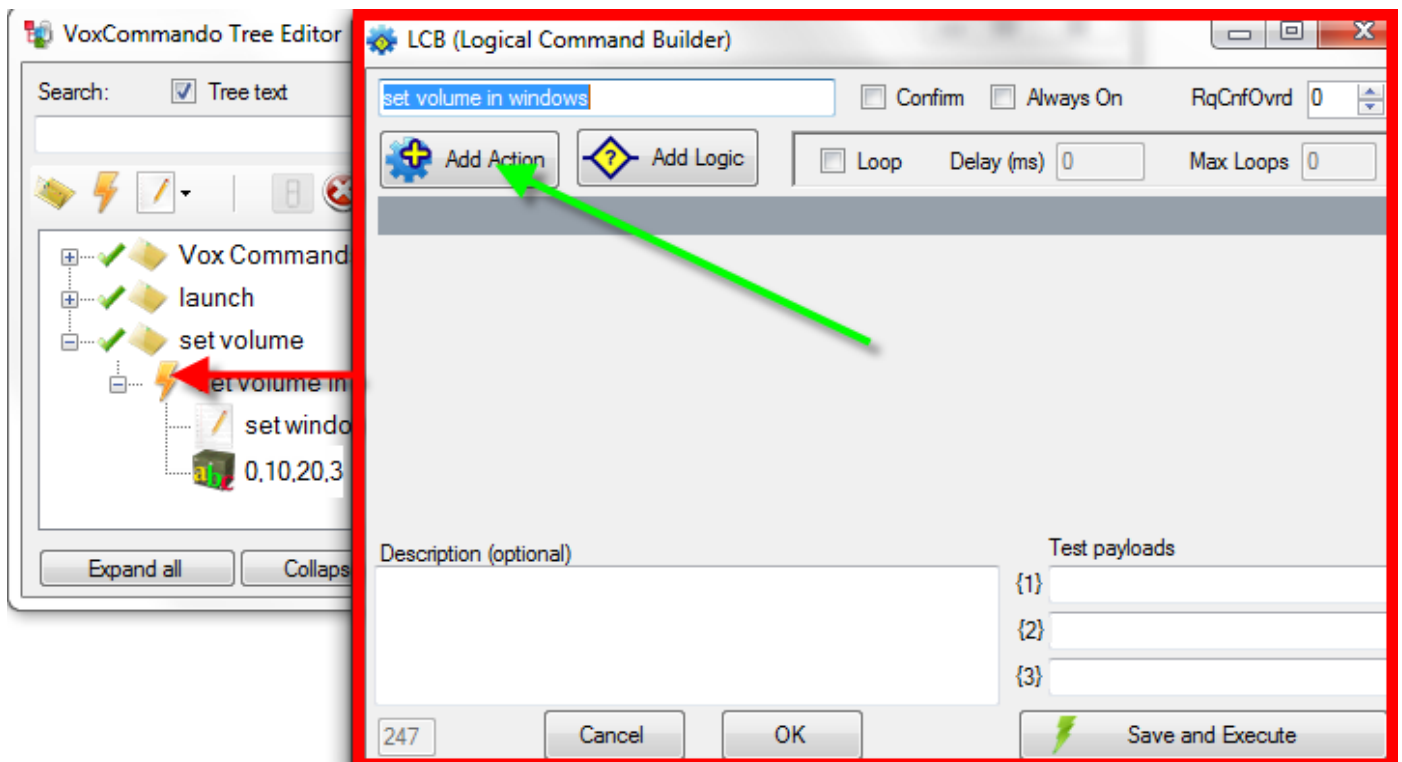 VoxCommando Tree Editor
Search:
Tree text
Vox Command
launch
set volume
et volume in
set windo
0,10,20,3
Expand all
Collaps
LCB (Logical Command Builder)
set volume in windows
Confirm
Always On
RqCnfOvrd
0
Add Action
? Add Logic
Loop
Delay (ms)
0
Max Loops
0
Description (optional)
Test payloads
{1}
{2}
{3}
247
Cancel
OK
Save and Execute